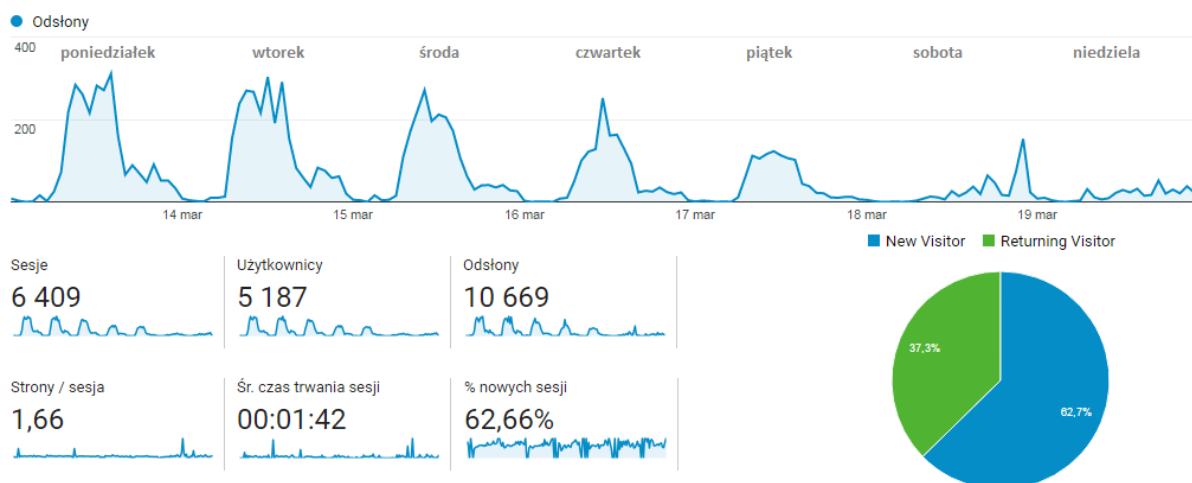 Odsłony
400
poniedziałek wtorek środa czwartek piątek sobota niedziela
200
14 mar 15 mar 16 mar 17 mar 18 mar 19 mar
New Visitor Returning Visitor
Sesje Użytkownicy Odsłony
6 409 5 187 10 669
37,3%
Strony / sesja Śr. czas trwania sesji % nowych sesji
1,66 00:01:42 62,66%
62,7%